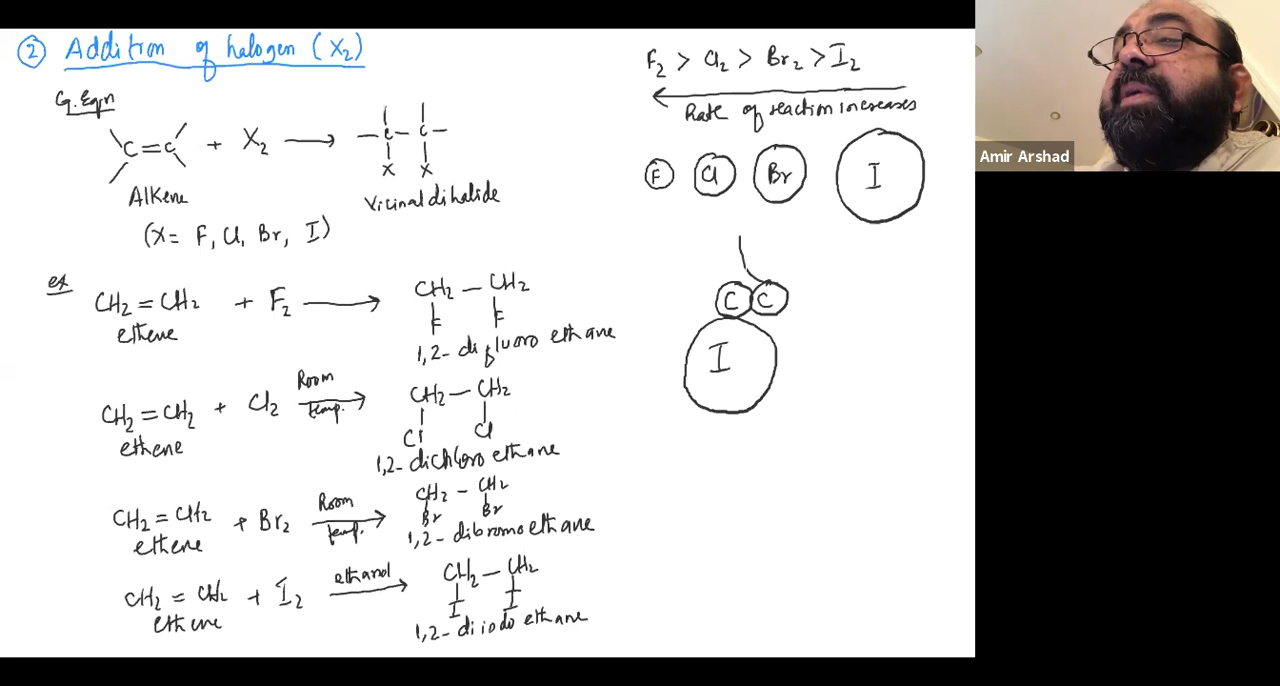 ② Addition of halogen (X₂)
G.Eqn
C=C + X₂ ⟶ –C–C–
X X
Alkene Vicinal dihalide
(X= F, Cl, Br, I)
ex CH₂=CH₂ + F₂ ⟶ CH₂–CH₂
F F
ethene 1,2-difluoro ethane
CH₂=CH₂ + Cl₂ Room temp. ⟶ CH₂–CH₂
Cl Cl
ethene 1,2-dichloro ethane
CH₂=CH₂ + Br₂ Room temp. ⟶ CH₂–CH₂
Br Br
ethene 1,2-dibromo ethane
CH₂=CH₂ + I₂ ethanol ⟶ CH₂–CH₂
I I
ethene 1,2-diiodo ethane
F₂ > Cl₂ > Br₂ > I₂
Rate of reaction increases
F Cl Br I
C C
I
Amir Arshad